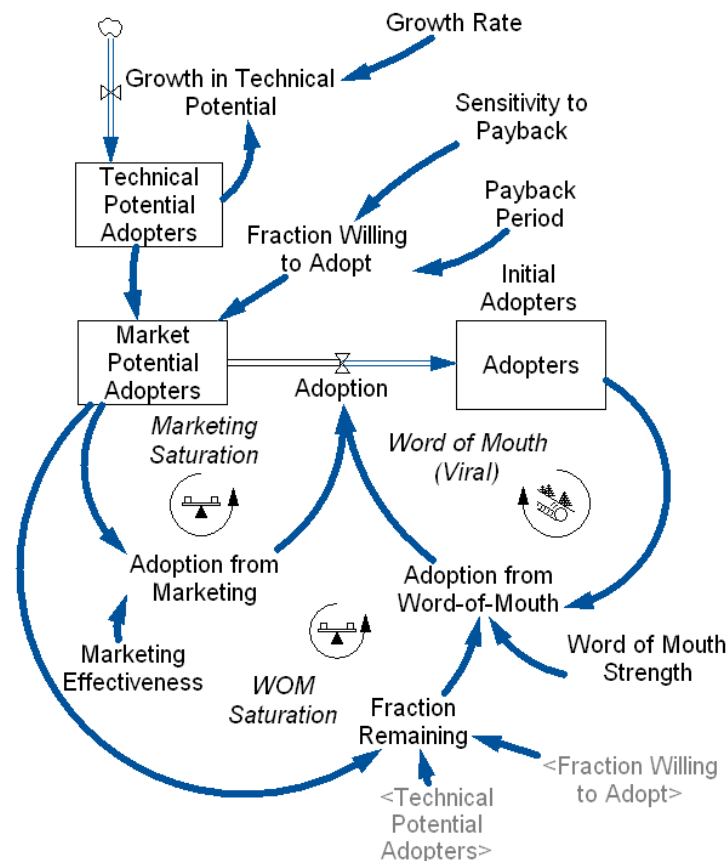 Growth Rate
Growth in Technical
Potential
Sensitivity to
Payback
Technical
Potential
Adopters
Payback
Period
Fraction Willing
to Adopt
Initial
Adopters
Market
Potential
Adopters
Adopters
Adoption
Marketing
Saturation
Word of Mouth
(Viral)
Adoption from
Marketing
Adoption from
Word-of-Mouth
Marketing
Effectiveness
Word of Mouth
Strength
WOM
Saturation
Fraction
Remaining
<Fraction Willing
to Adopt>
<Technical
Potential
Adopters>